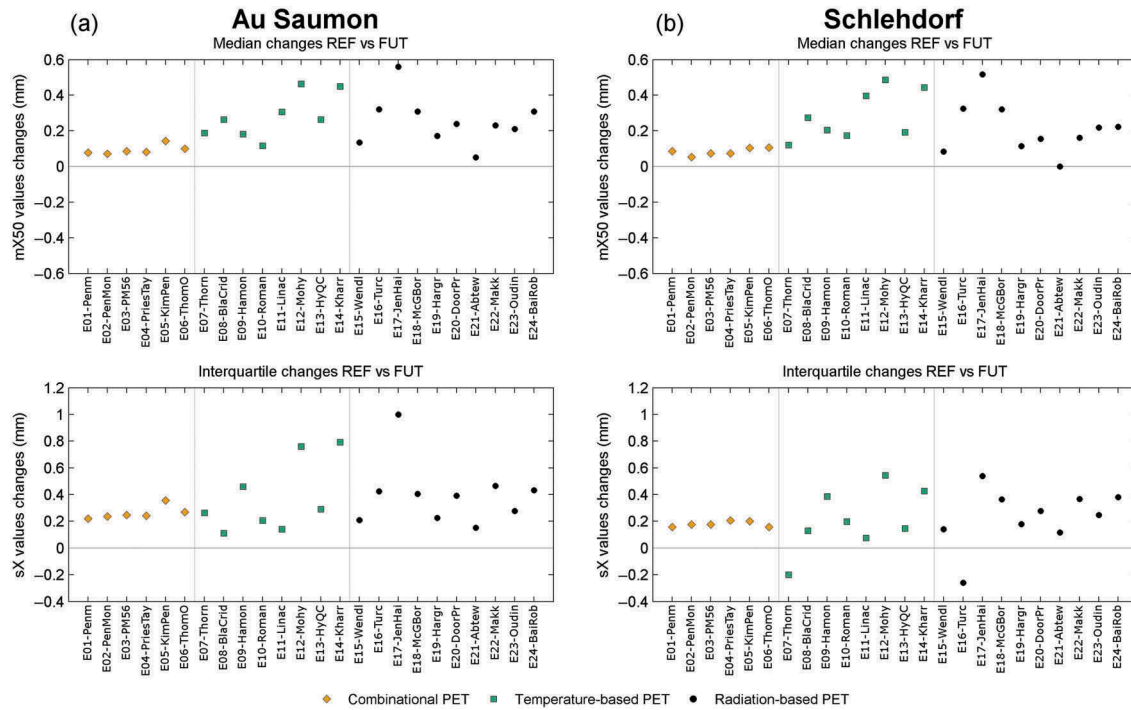 (a) Au Saumon
Median changes REF vs FUT
mX50 values changes (mm)
0.6
0.4
0.2
0
–0.2
–0.4
–0.6
E01-Penm
E02-PenMon
E03-PM56
E04-PriesTay
E05-KimPen
E06-ThomO
E07-Thorn
E08-BlaCrid
E09-Hamon
E10-Roman
E11-Linac
E12-Mohy
E13-HyQC
E14-Kharr
E15-Wendl
E16-Turc
E17-JenHai
E18-McGBor
E19-Hargr
E20-DoorPr
E21-Abtew
E22-Makk
E23-Oudin
E24-BaiRob
Interquartile changes REF vs FUT
sX values changes (mm)
1.2
1
0.8
0.6
0.4
0.2
0
–0.2
–0.4
E01-Penm
E02-PenMon
E03-PM56
E04-PriesTay
E05-KimPen
E06-ThomO
E07-Thorn
E08-BlaCrid
E09-Hamon
E10-Roman
E11-Linac
E12-Mohy
E13-HyQC
E14-Kharr
E15-Wendl
E16-Turc
E17-JenHai
E18-McGBor
E19-Hargr
E20-DoorPr
E21-Abtew
E22-Makk
E23-Oudin
E24-BaiRob
(b) Schlehdorf
Median changes REF vs FUT
mX50 values changes (mm)
0.6
0.4
0.2
0
–0.2
–0.4
–0.6
E01-Penm
E02-PenMon
E03-PM56
E04-PriesTay
E05-KimPen
E06-ThomO
E07-Thorn
E08-BlaCrid
E09-Hamon
E10-Roman
E11-Linac
E12-Mohy
E13-HyQC
E14-Kharr
E15-Wendl
E16-Turc
E17-JenHai
E18-McGBor
E19-Hargr
E20-DoorPr
E21-Abtew
E22-Makk
E23-Oudin
E24-BaiRob
Interquartile changes REF vs FUT
sX values changes (mm)
1.2
1
0.8
0.6
0.4
0.2
0
–0.2
–0.4
E01-Penm
E02-PenMon
E03-PM56
E04-PriesTay
E05-KimPen
E06-ThomO
E07-Thorn
E08-BlaCrid
E09-Hamon
E10-Roman
E11-Linac
E12-Mohy
E13-HyQC
E14-Kharr
E15-Wendl
E16-Turc
E17-JenHai
E18-McGBor
E19-Hargr
E20-DoorPr
E21-Abtew
E22-Makk
E23-Oudin
E24-BaiRob
Combinational PET Temperature-based PET Radiation-based PET